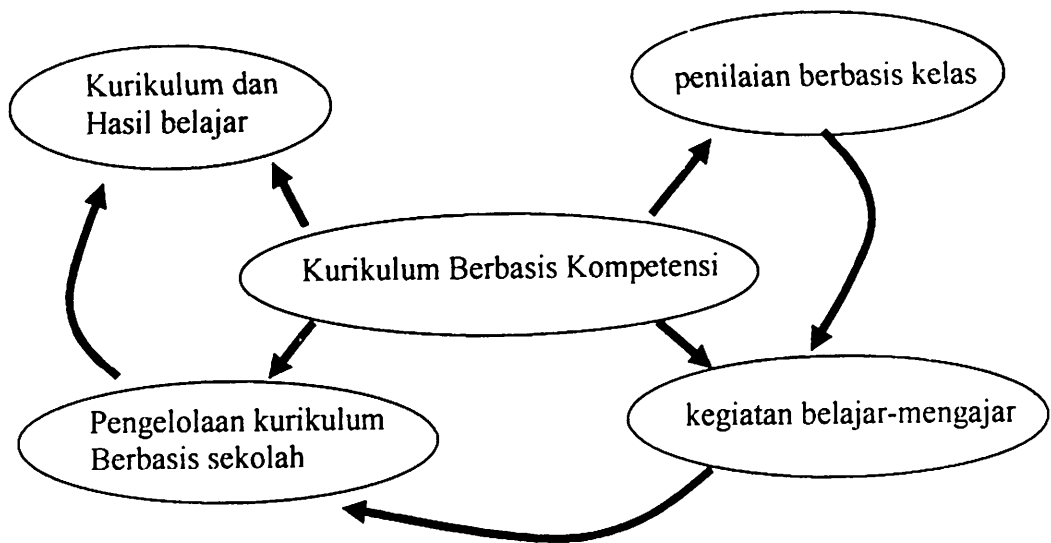 Kurikulum dan
Hasil belajar
penilaian berbasis kelas
Kurikulum Berbasis Kompetensi
Pengelolaan kurikulum
Berbasis sekolah
kegiatan belajar-mengajar